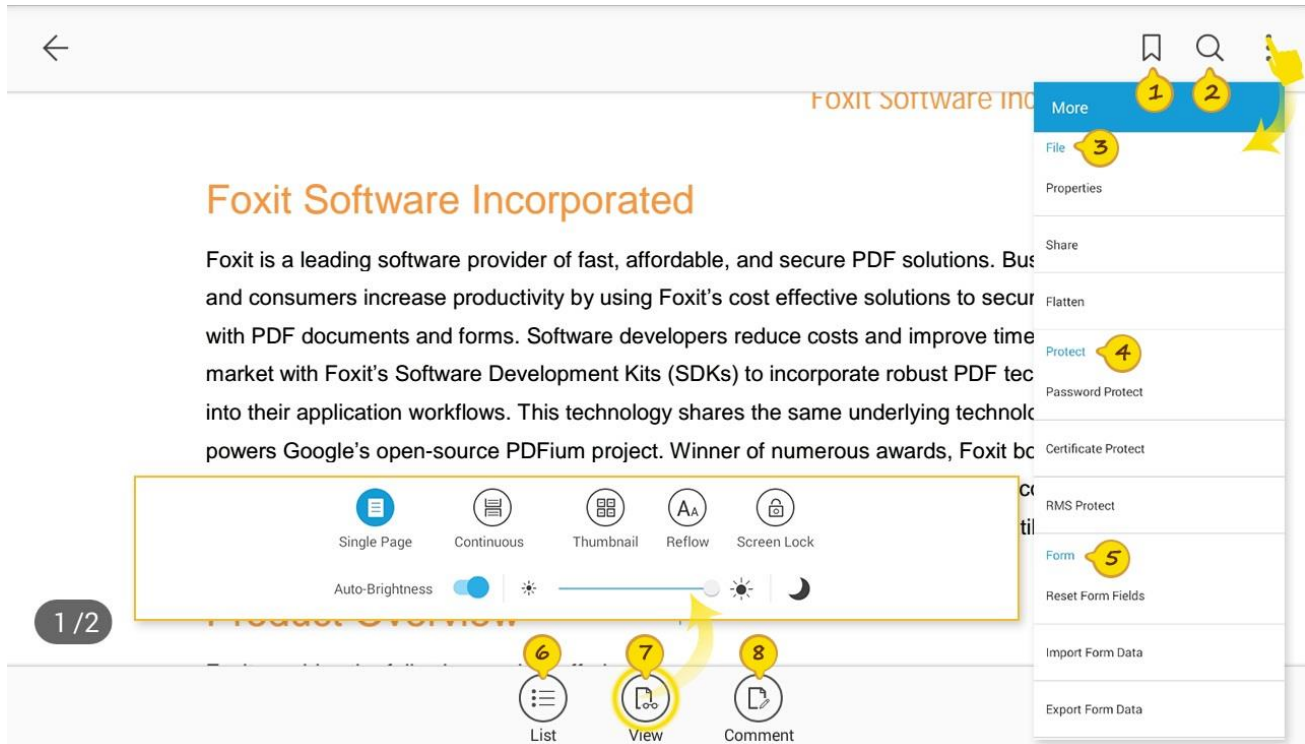 1
2
Foxit Software Inc
More
File 3
Properties
Share
Flatten
Protect 4
Password Protect
Certificate Protect
RMS Protect
Form 5
Reset Form Fields
Import Form Data
Export Form Data
Foxit Software Incorporated
Foxit is a leading software provider of fast, affordable, and secure PDF solutions. Bus
and consumers increase productivity by using Foxit's cost effective solutions to secur
with PDF documents and forms. Software developers reduce costs and improve time
market with Foxit's Software Development Kits (SDKs) to incorporate robust PDF tec
into their application workflows. This technology shares the same underlying technolo
powers Google's open-source PDFium project. Winner of numerous awards, Foxit bo
Single Page Continuous Thumbnail Reflow Screen Lock
Auto-Brightness
1 /2
Product Overview
6 7 8
List View Comment